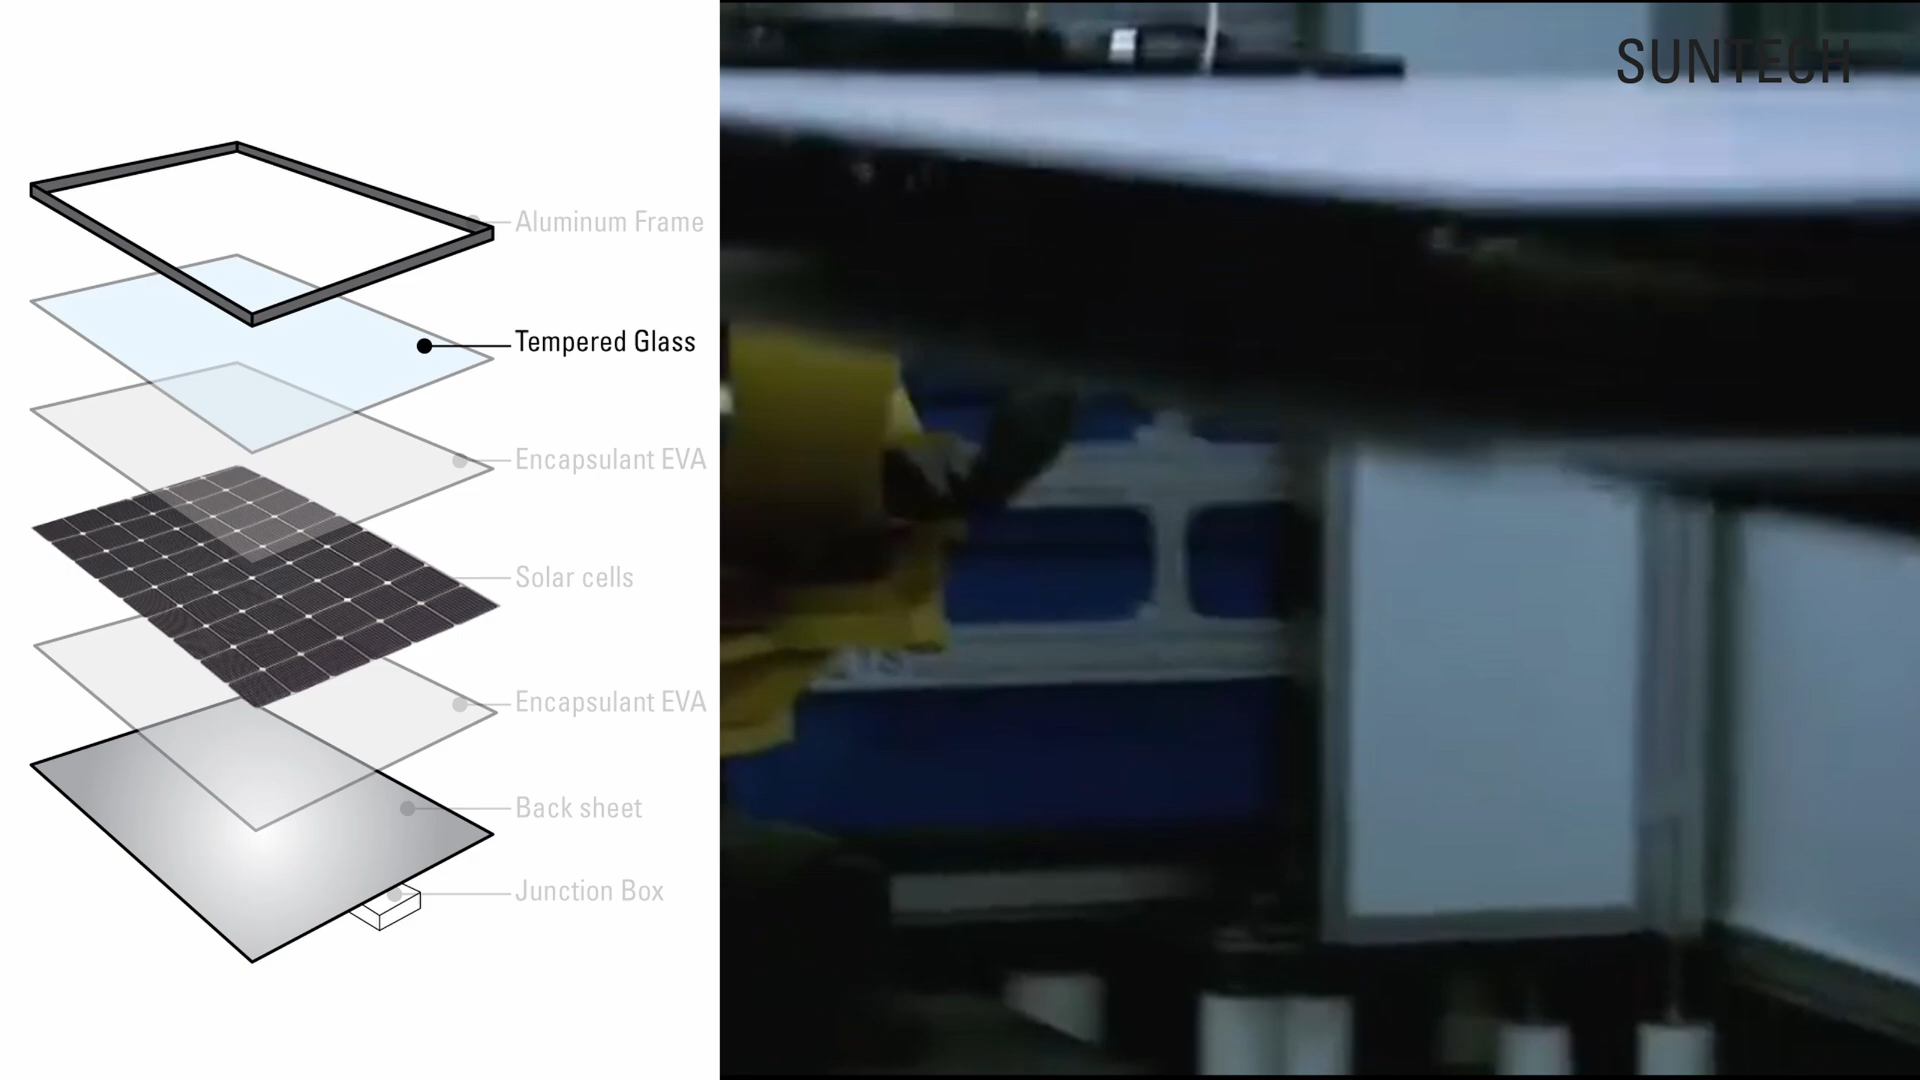 SUNTECH
Aluminum Frame
Tempered Glass
Encapsulant EVA
Solar cells
Encapsulant EVA
Back sheet
Junction Box